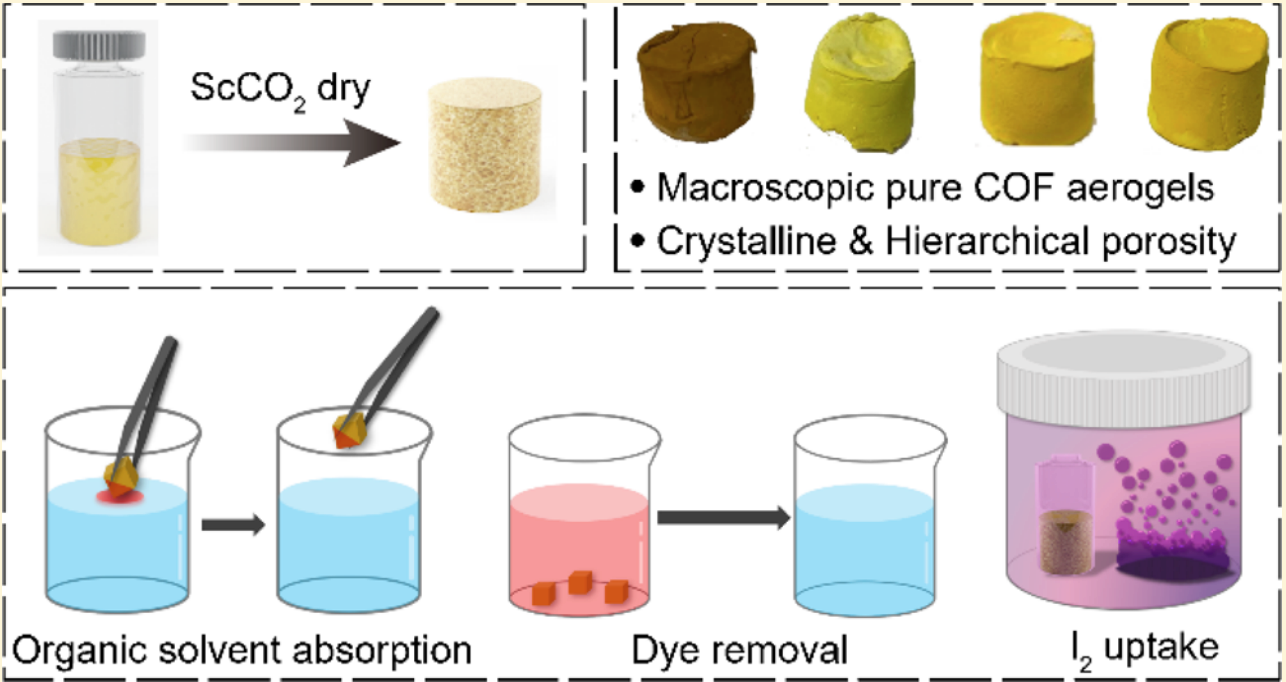 ScCO₂ dry
• Macroscopic pure COF aerogels
• Crystalline & Hierarchical porosity
Organic solvent absorption
Dye removal
I₂ uptake